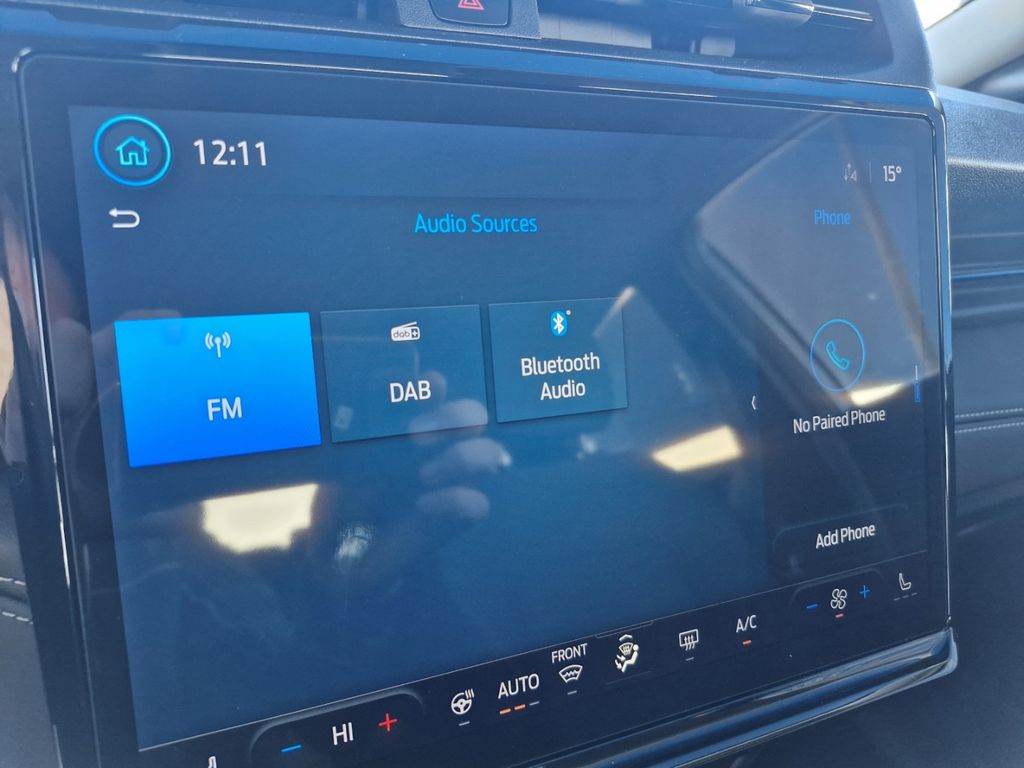 12:11
15°
Audio Sources
Phone
FM
dab+
DAB
Bluetooth
Audio
No Paired Phone
Add Phone
HI
AUTO
FRONT
A/C